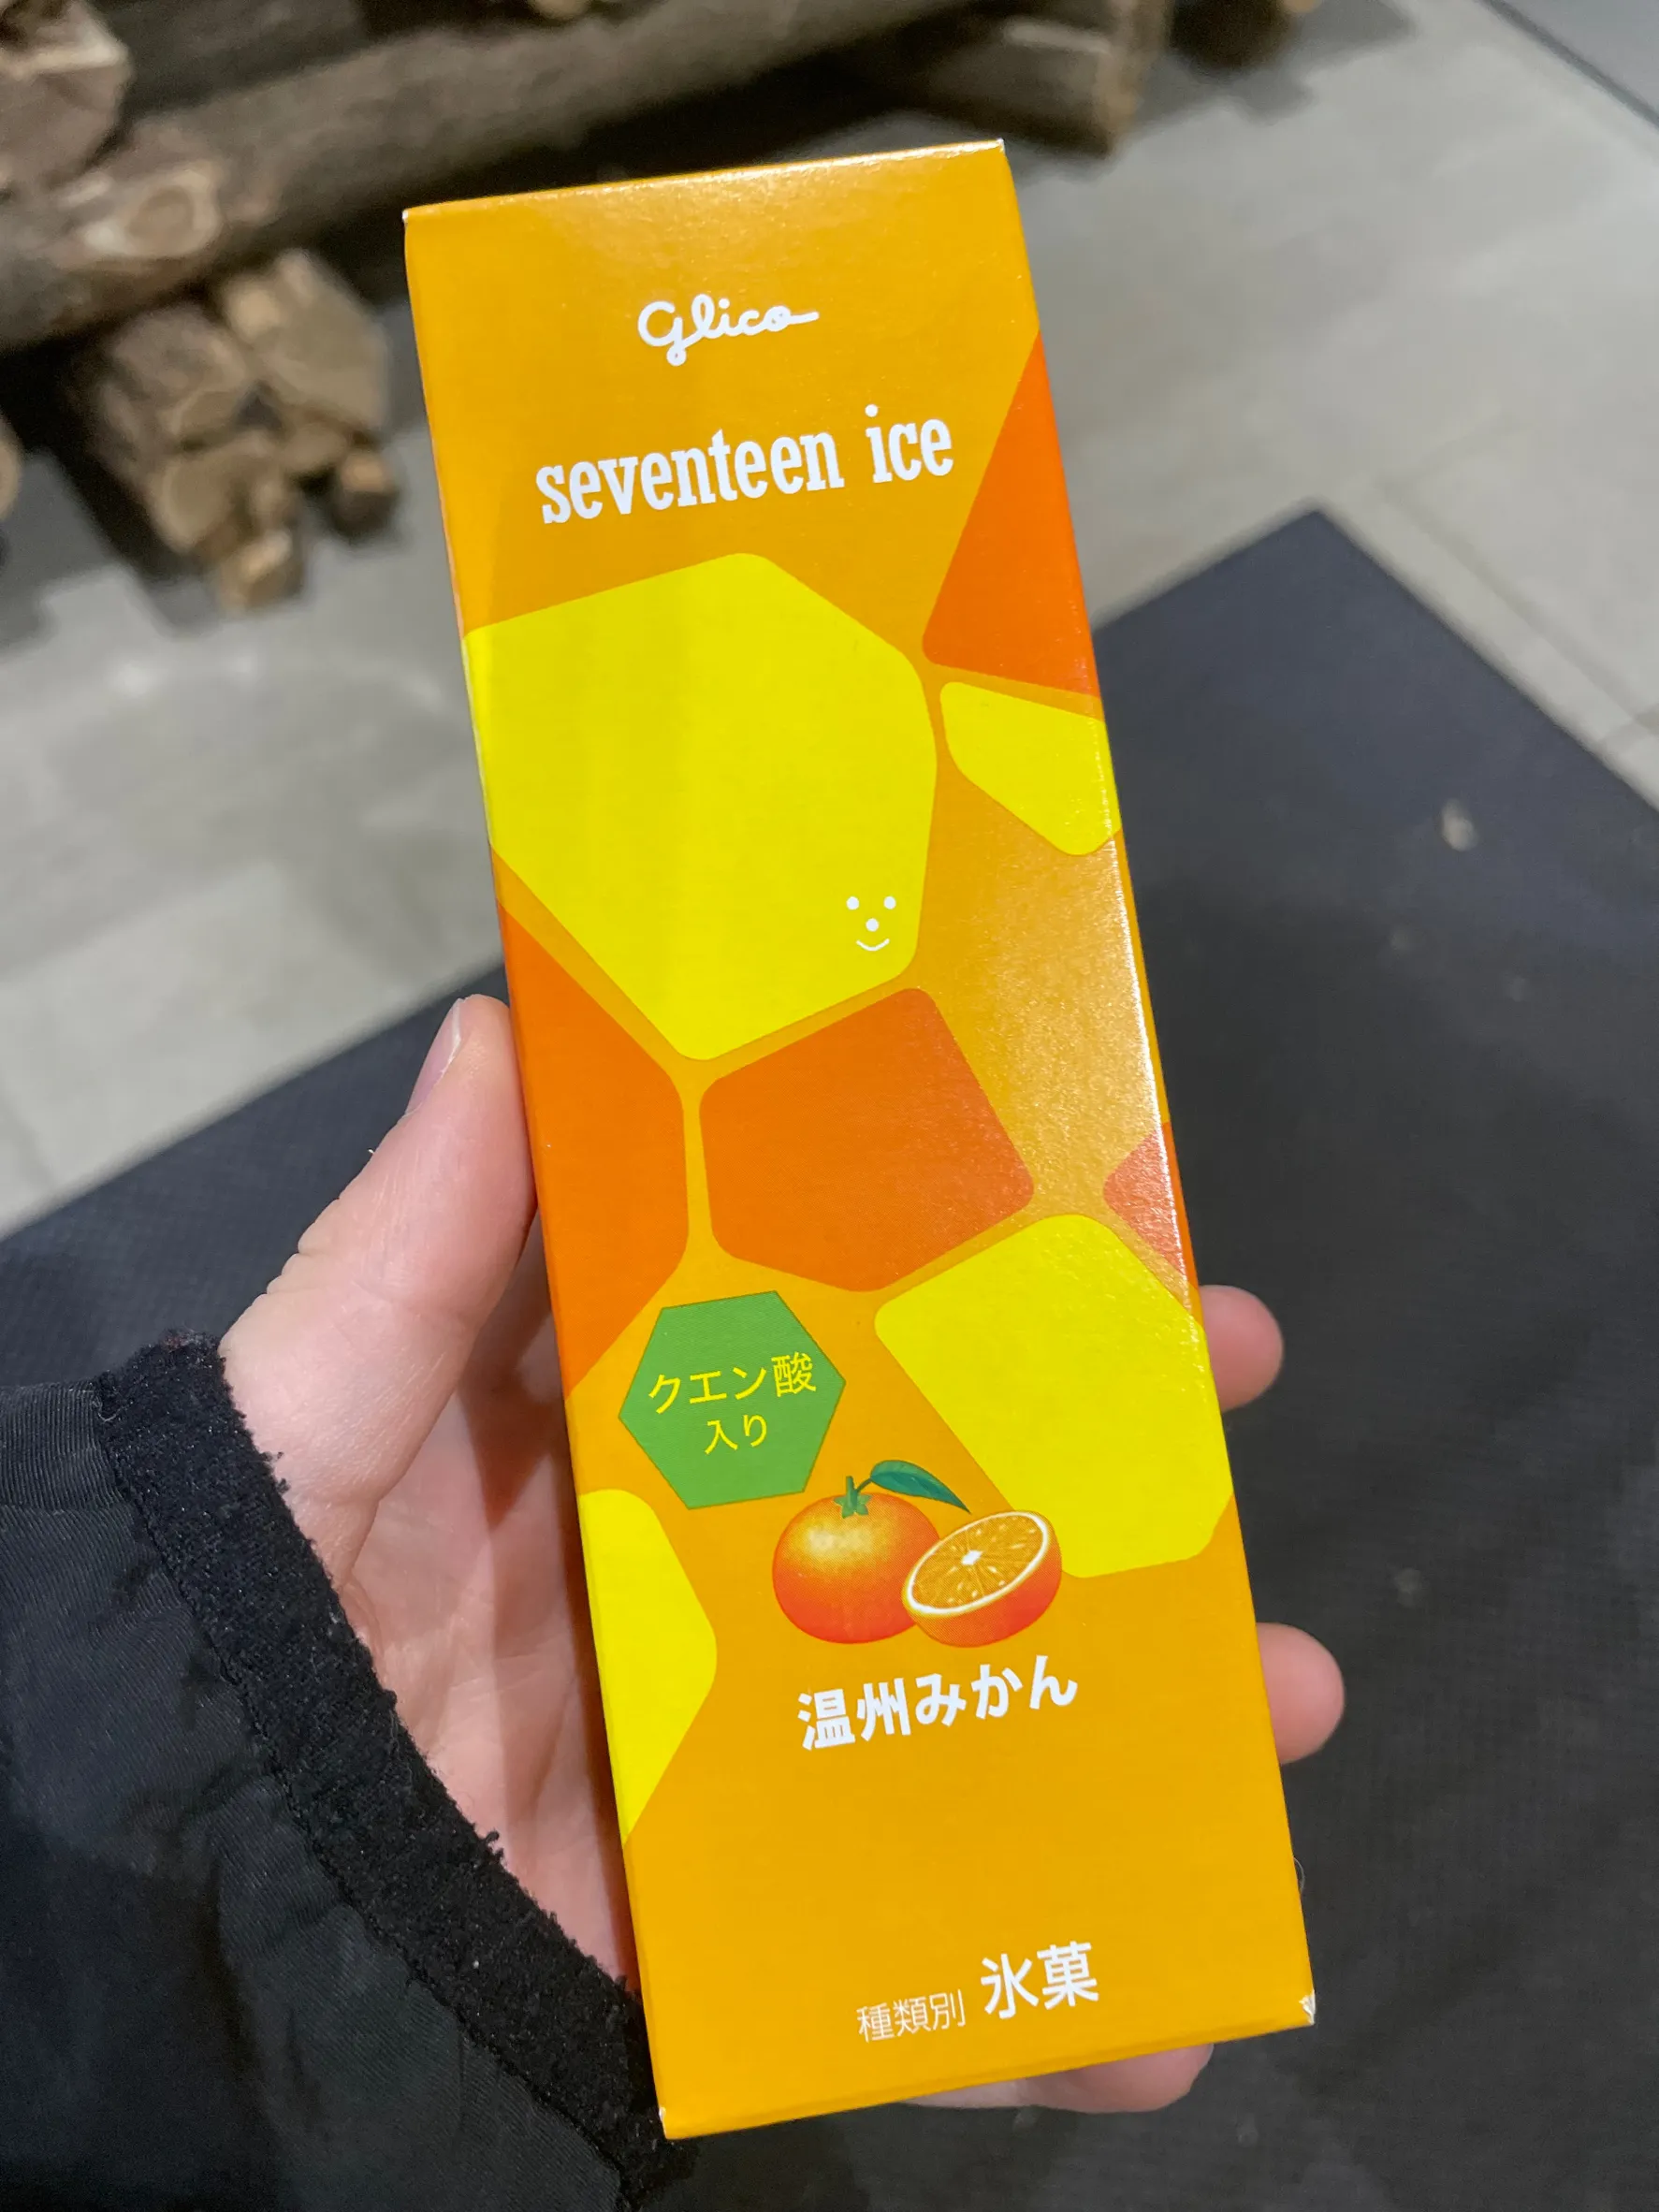 Glico
seventeen ice
クエン酸
入り
温州みかん
種類別 氷菓